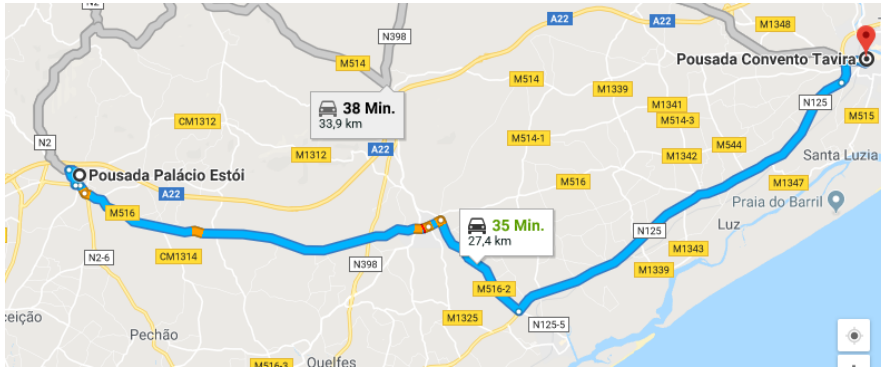 N2
N398
A22
A22
M1348
Pousada Convento Tavira
M514
M514
M1339
38 Min.
33,9 km
M1341
N125
CM1312
M514-3
M515
M514-1
N2
M1312
A22
M1342
M544
Santa Luzia
Pousada Palácio Estói
A22
M516
M1347
Praia do Barril
M516
35 Min.
27,4 km
Luz
N125
N2-6
CM1314
N398
M1343
M1339
M516-2
ceição
M1325
N125-5
Pechão
M516-3
Quelfes